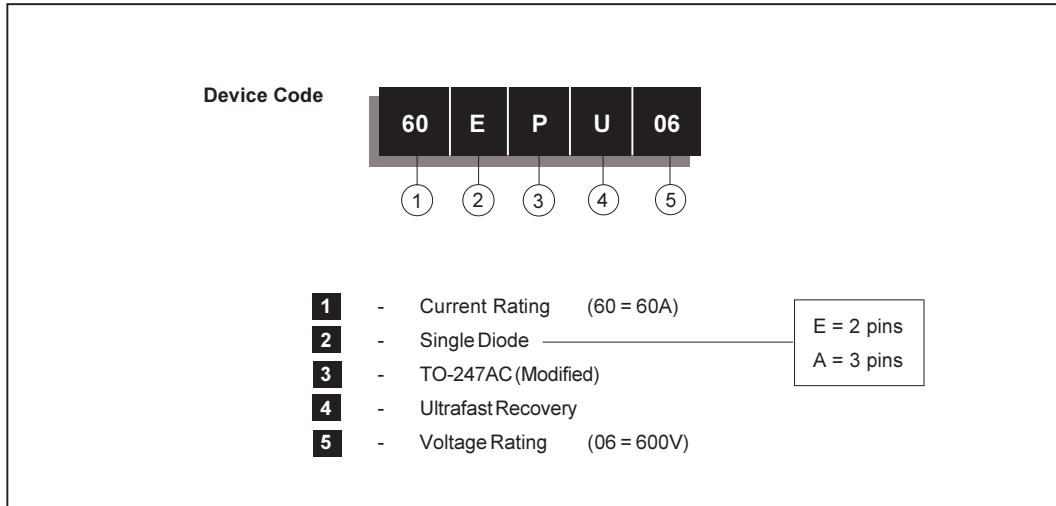 Device Code
60 E P U 06
1 2 3 4 5
1 - Current Rating (60 = 60A)
2 - Single Diode
3 - TO-247AC (Modified)
4 - Ultrafast Recovery
5 - Voltage Rating (06 = 600V)
E = 2 pins
A = 3 pins